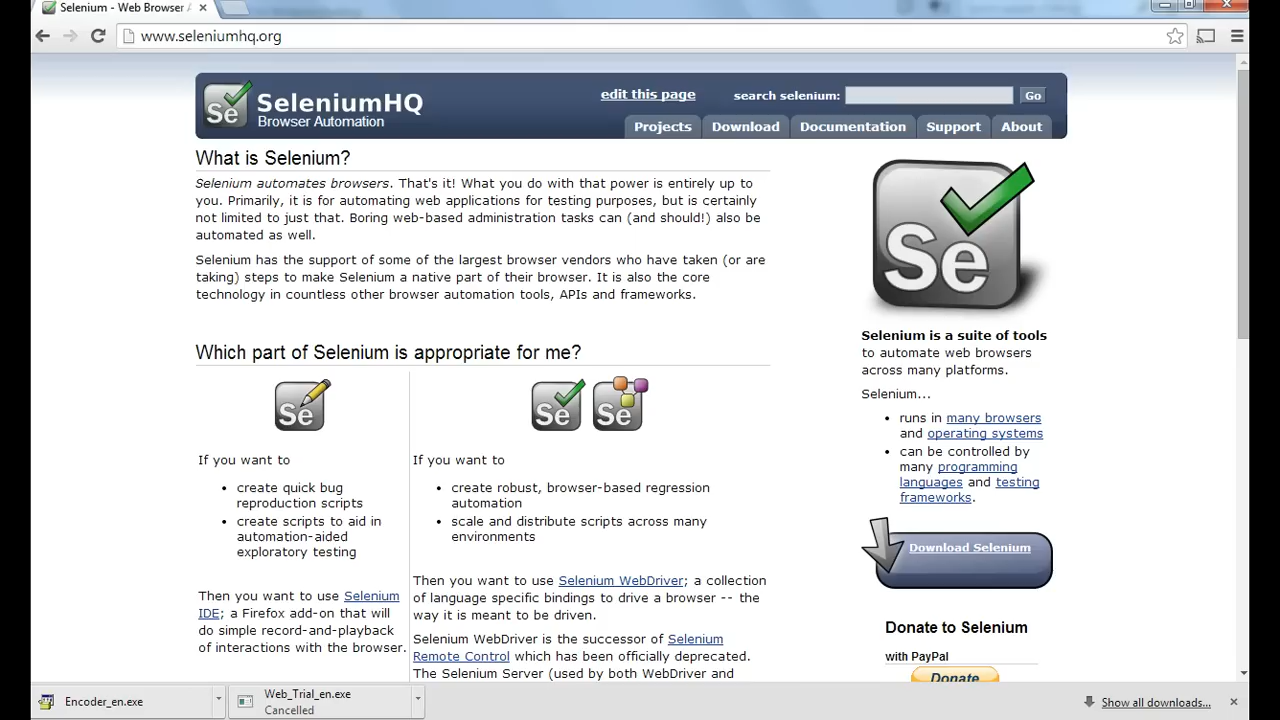 Selenium - Web Browser A
www.seleniumhq.org
Se
SeleniumHQ
Browser Automation
edit this page
search selenium:
Go
Projects
Download
Documentation
Support
About
What is Selenium?
Selenium automates browsers. That's it! What you do with that power is entirely up to
you. Primarily, it is for automating web applications for testing purposes, but is certainly
not limited to just that. Boring web-based administration tasks can (and should!) also be
automated as well.
Selenium has the support of some of the largest browser vendors who have taken (or are
taking) steps to make Selenium a native part of their browser. It is also the core
technology in countless other browser automation tools, APIs and frameworks.
Which part of Selenium is appropriate for me?
Se
If you want to
• create quick bug
reproduction scripts
• create scripts to aid in
automation-aided
exploratory testing
Then you want to use Selenium
IDE; a Firefox add-on that will
do simple record-and-playback
of interactions with the browser.
Se
Se
If you want to
• create robust, browser-based regression
automation
• scale and distribute scripts across many
environments
Then you want to use Selenium WebDriver; a collection
of language specific bindings to drive a browser -- the
way it is meant to be driven.
Selenium WebDriver is the successor of Selenium
Remote Control which has been officially deprecated.
The Selenium Server (used by both WebDriver and
Se
Selenium is a suite of tools
to automate web browsers
across many platforms.
Selenium...
• runs in many browsers
and operating systems
• can be controlled by
many programming
languages and testing
frameworks.
Download Selenium
Donate to Selenium
with PayPal
Donate
Encoder_en.exe
Web_Trial_en.exe
Cancelled
Show all downloads...